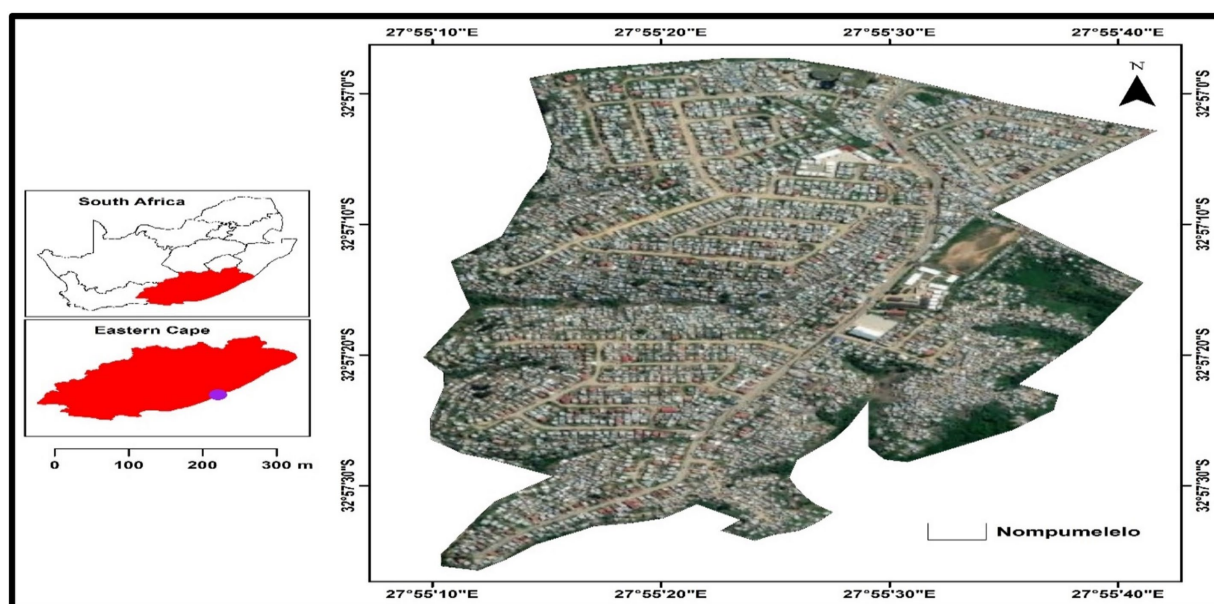 27°55'10"E 27°55'20"E 27°55'30"E 27°55'40"E
N
32°57'0"S
32°57'0"S
South Africa
32°57'10"S
32°57'10"S
Eastern Cape
32°57'20"S
32°57'20"S
0 100 200 300 m
32°57'30"S
32°57'30"S
Nompumelelo
27°55'10"E 27°55'20"E 27°55'30"E 27°55'40"E